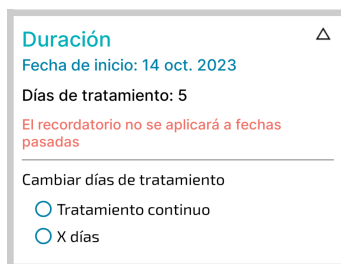 Duración
Fecha de inicio: 14 oct. 2023
Días de tratamiento: 5
El recordatorio no se aplicará a fechas
pasadas
Cambiar días de tratamiento
Tratamiento continuo
X días